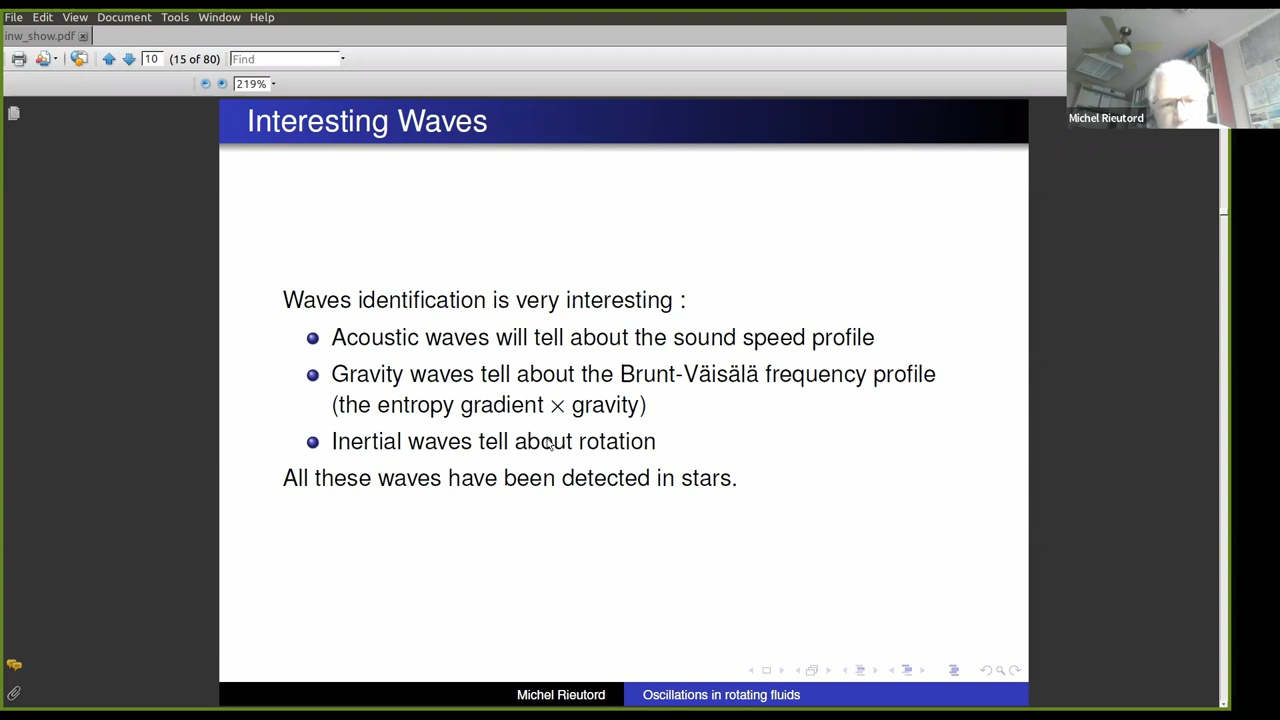 File Edit View Document Tools Window Help
inw_show.pdf
10 (15 of 80) Find
219%
Michel Rieutord
Interesting Waves
Waves identification is very interesting :
Acoustic waves will tell about the sound speed profile
Gravity waves tell about the Brunt-Väisälä frequency profile
(the entropy gradient × gravity)
Inertial waves tell about rotation
All these waves have been detected in stars.
Michel Rieutord Oscillations in rotating fluids